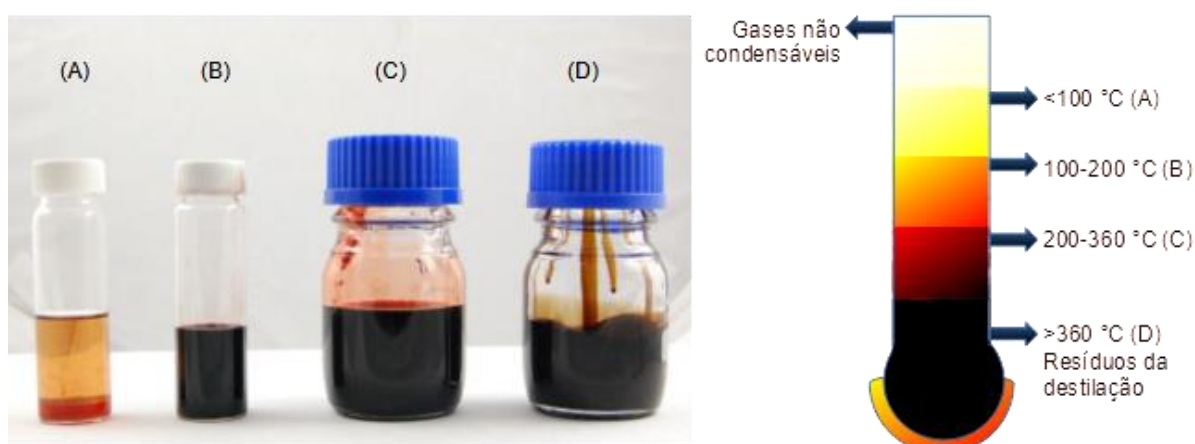 (A)
(B)
(C)
(D)
Gases não
condensáveis
<100 °C (A)
100-200 °C (B)
200-360 °C (C)
>360 °C (D)
Resíduos da
destilação